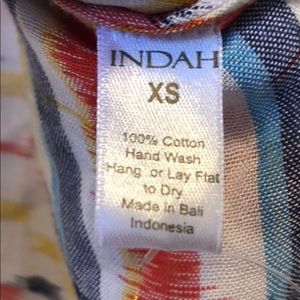 INDAH
XS
100% Cotton
Hand Wash
Hang or Lay Flat
to Dry
Made in Bali
Indonesia